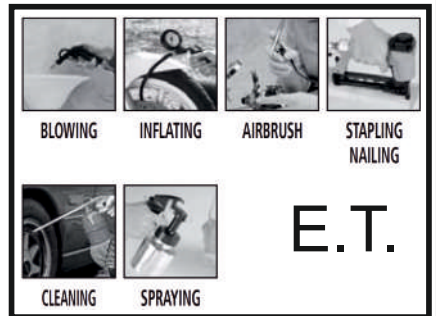 BLOWING
INFLATING
AIRBRUSH
STAPLING
NAILING
CLEANING
SPRAYING
E.T.